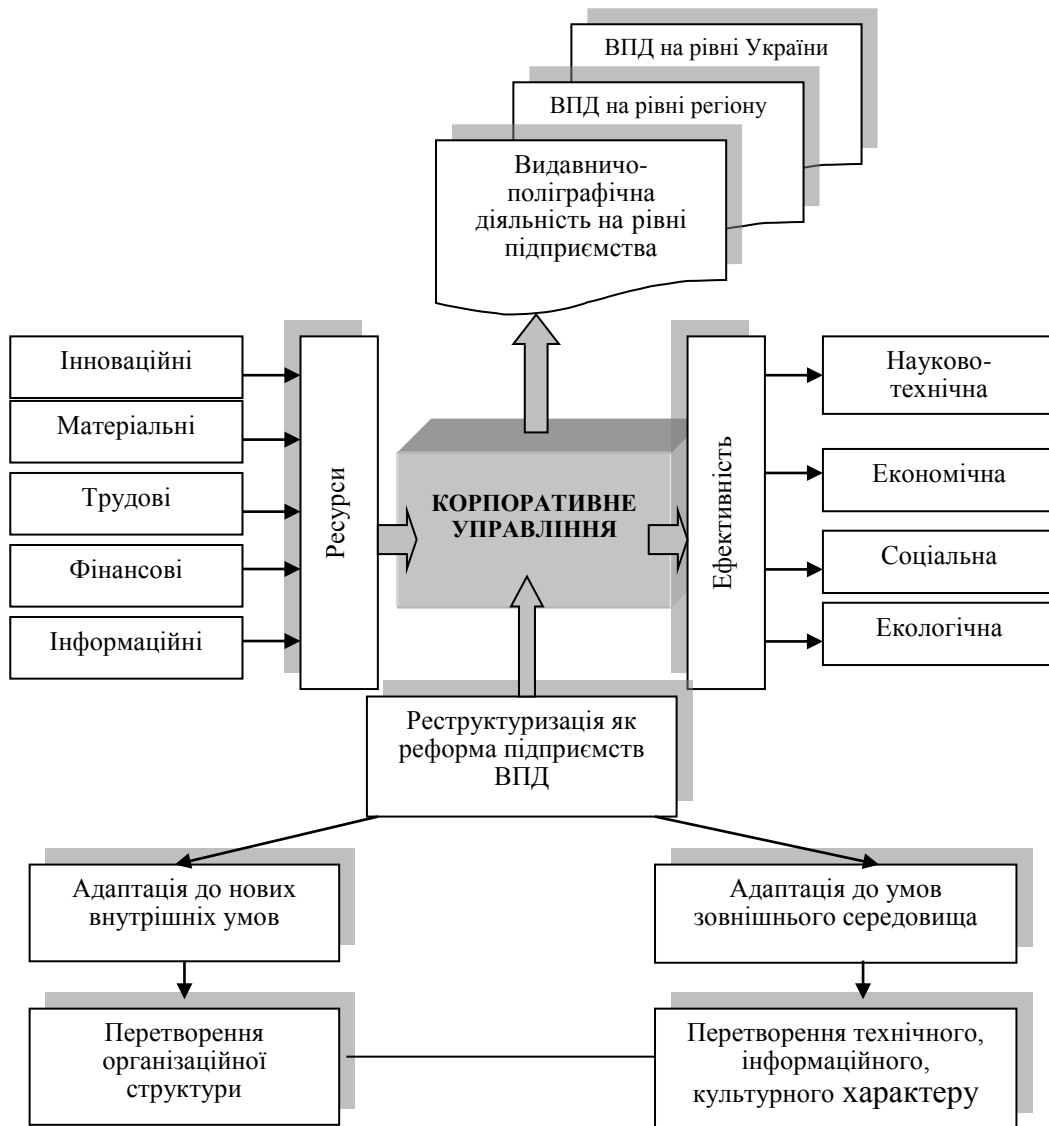 ВПД на рівні України
ВПД на рівні регіону
Видавничо-
поліграфічна
діяльність на рівні
підприємства
Інноваційні
Матеріальні
Трудові
Фінансові
Інформаційні
Ресурси
КОРПОРАТИВНЕ
УПРАВЛІННЯ
Ефективність
Науково-
технічна
Економічна
Соціальна
Екологічна
Реструктуризація як
реформа підприємств
ВПД
Адаптація до нових
внутрішніх умов
Адаптація до умов
зовнішнього середовища
Перетворення
організаційної
структури
Перетворення технічного,
інформаційного,
культурного характеру